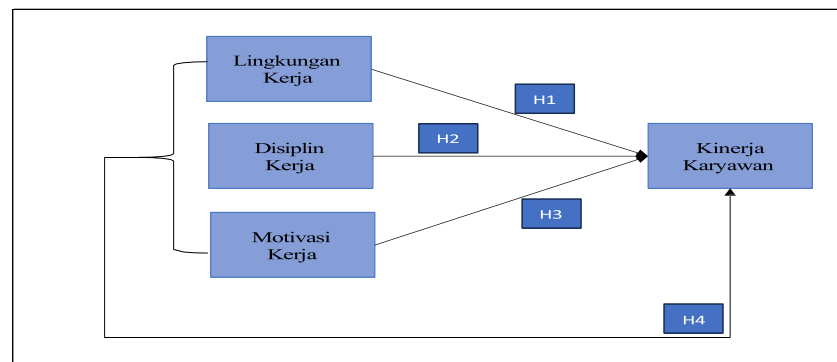 Lingkungan
Kerja
H1
Disiplin
Kerja
H2
Kinerja
Karyawan
Motivasi
Kerja
H3
H4